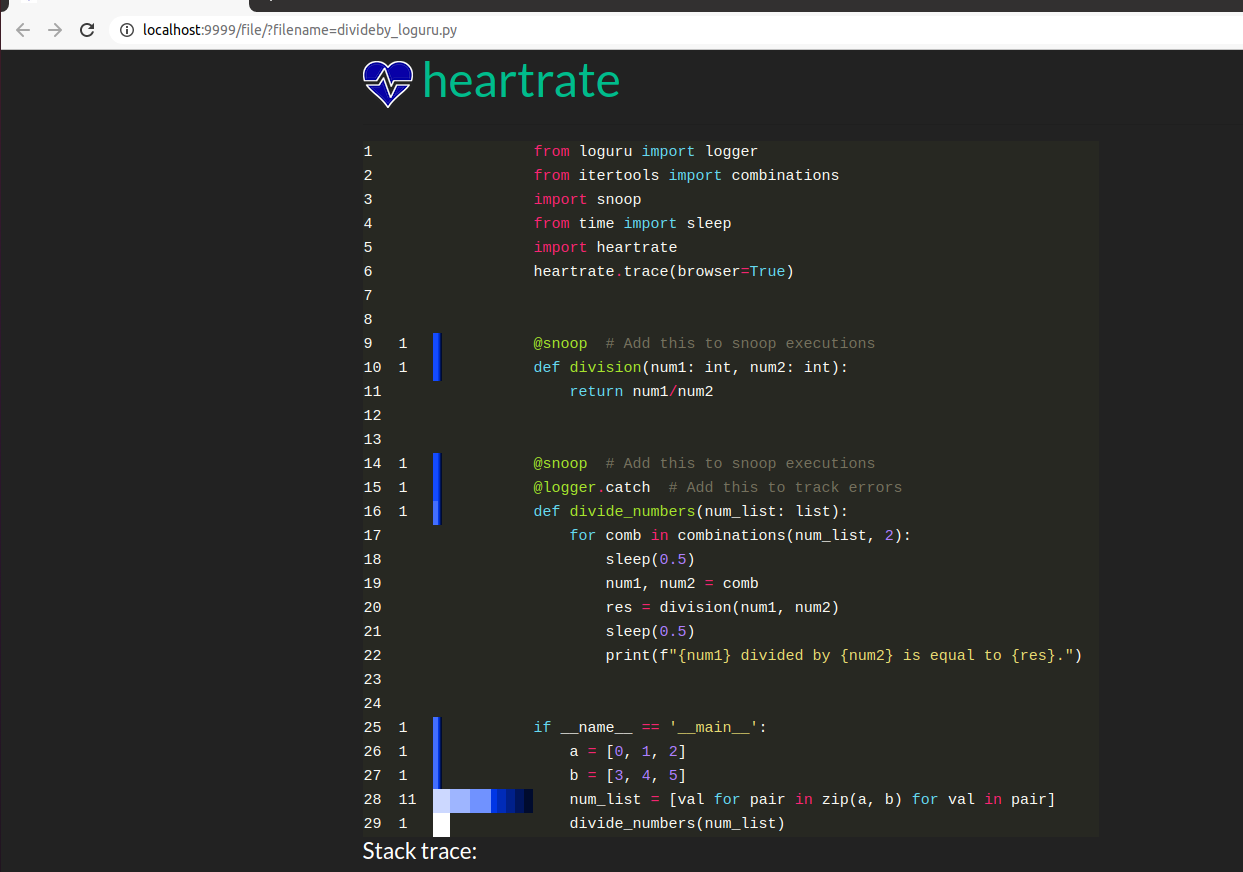 localhost:9999/file/?filename=divideby_loguru.py
heartrate
1 from loguru import logger
2 from itertools import combinations
3 import snoop
4 from time import sleep
5 import heartrate
6 heartrate.trace(browser=True)
7
8
9 1 @snoop  # Add this to snoop executions
10 1 def division(num1: int, num2: int):
11     return num1/num2
12
13
14 1 @snoop  # Add this to snoop executions
15 1 @logger.catch  # Add this to track errors
16 1 def divide_numbers(num_list: list):
17     for comb in combinations(num_list, 2):
18         sleep(0.5)
19         num1, num2 = comb
20         res = division(num1, num2)
21         sleep(0.5)
22         print(f"{num1} divided by {num2} is equal to {res}.")
23
24
25 1 if __name__ == '__main__':
26 1     a = [0, 1, 2]
27 1     b = [3, 4, 5]
28 11     num_list = [val for pair in zip(a, b) for val in pair]
29 1     divide_numbers(num_list)
Stack trace: